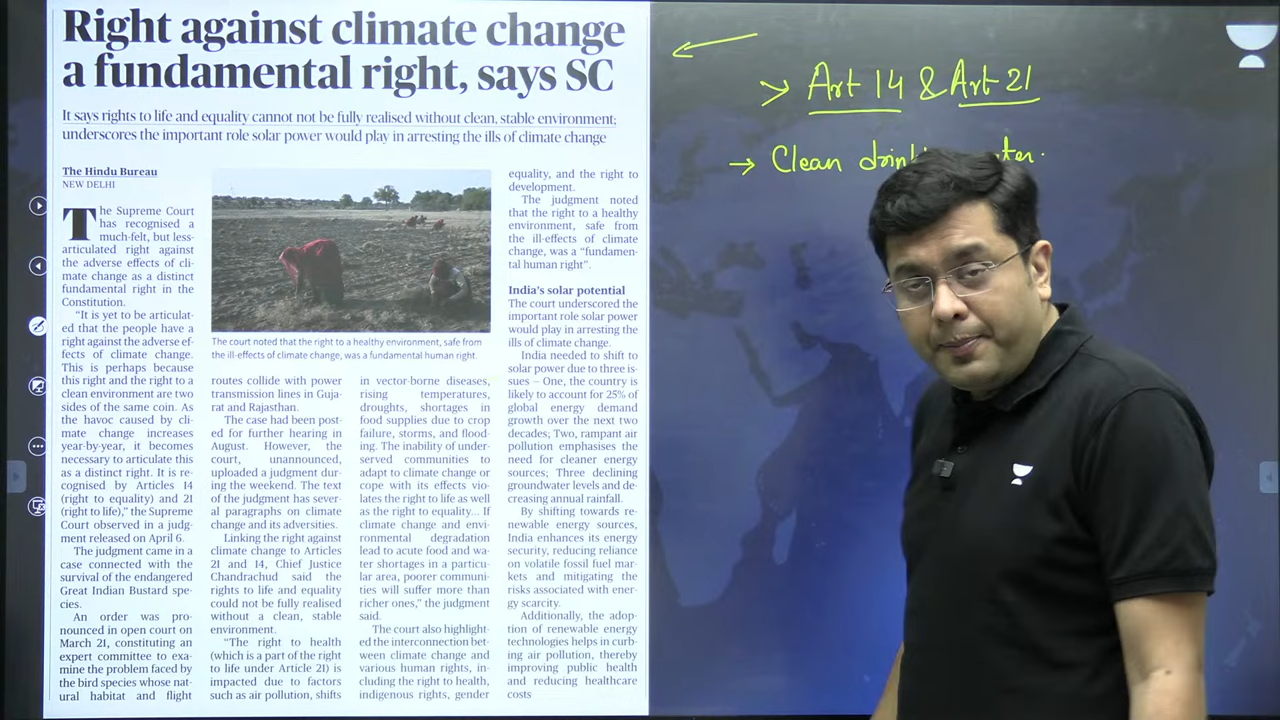 Right against climate change
a fundamental right, says SC
It says rights to life and equality cannot not be fully realised without clean, stable environment;
underscores the important role solar power would play in arresting the ills of climate change
The Hindu Bureau
NEW DELHI
The Supreme Court
has recognised a
much-felt, but less-
articulated right against
the adverse effects of cli-
mate change as a distinct
fundamental right in the
Constitution.
“It is yet to be articulat-
ed that the people have a
right against the adverse ef-
fects of climate change.
This is perhaps because
this right and the right to a
clean environment are two
sides of the same coin. As
the havoc caused by cli-
mate change increases
year-by-year, it becomes
necessary to articulate this
as a distinct right. It is re-
cognised by Articles 14
(right to equality) and 21
(right to life),” the Supreme
Court observed in a judg-
ment released on April 6.
The judgment came in a
case connected with the
survival of the endangered
Great Indian Bustard spe-
cies.
An order was pro-
nounced in open court on
March 21, constituting an
expert committee to exa-
mine the problem faced by
the bird species whose nat-
ural habitat and flight
The court noted that the right to a healthy environment, safe from
the ill-effects of climate change, was a fundamental human right.
routes collide with power
transmission lines in Guja-
rat and Rajasthan.
The case had been post-
ed for further hearing in
August. However, the
court, unannounced,
uploaded a judgment dur-
ing the weekend. The text
of the judgment has sever-
al paragraphs on climate
change and its adversities.
Linking the right against
climate change to Articles
21 and 14, Chief Justice
Chandrachud said the
rights to life and equality
could not be fully realised
without a clean, stable
environment.
“The right to health
(which is a part of the right
to life under Article 21) is
impacted due to factors
such as air pollution, shifts
in vector-borne diseases,
rising temperatures,
droughts, shortages in
food supplies due to crop
failure, storms, and flood-
ing. The inability of under-
served communities to
adapt to climate change or
cope with its effects vio-
lates the right to life as well
as the right to equality... If
climate change and envi-
ronmental degradation
lead to acute food and wa-
ter shortages in a particu-
lar area, poorer communi-
ties will suffer more than
richer ones,” the judgment
said.
The court also highlight-
ed the interconnection bet-
ween climate change and
various human rights, in-
cluding the right to health,
indigenous rights, gender
equality, and the right to
development.
The judgment noted
that the right to a healthy
environment, safe from
the ill-effects of climate
change, was a “fundamen-
tal human right”.
India’s solar potential
The court underscored the
important role solar power
would play in arresting the
ills of climate change.
India needed to shift to
solar power due to three is-
sues – One, the country is
likely to account for 25% of
global energy demand
growth over the next two
decades; Two, rampant air
pollution emphasises the
need for cleaner energy
sources; Three declining
groundwater levels and de-
creasing annual rainfall.
By shifting towards re-
newable energy sources,
India enhances its energy
security, reducing reliance
on volatile fossil fuel mar-
kets and mitigating the
risks associated with ener-
gy scarcity.
Additionally, the adop-
tion of renewable energy
technologies helps in curb-
ing air pollution, thereby
improving public health
and reducing healthcare
costs
Art 14 & Art 21
Clean